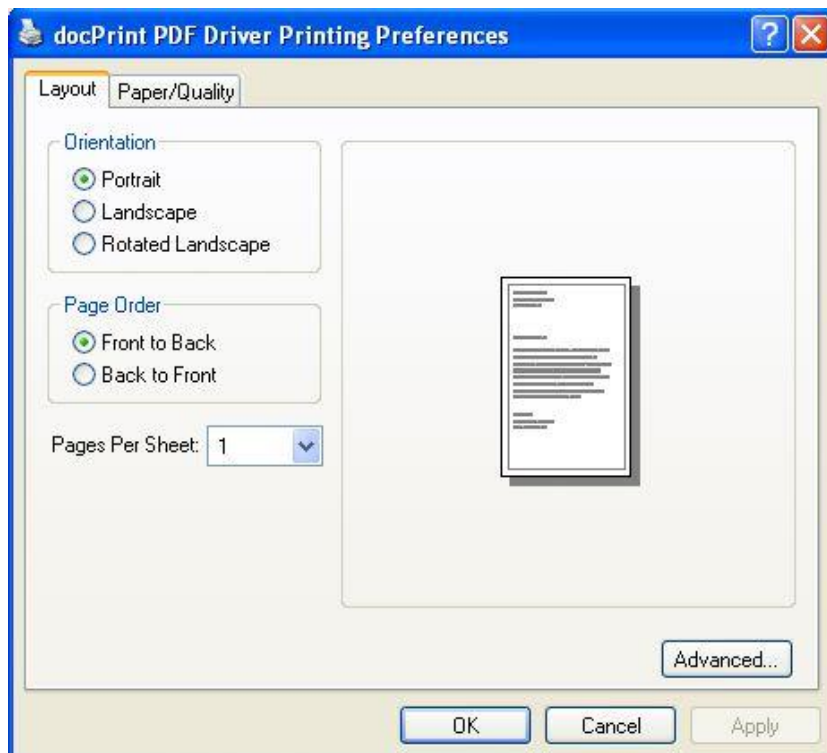 docPrint PDF Driver Printing Preferences
Layout
Paper/Quality
Orientation
Portrait
Landscape
Rotated Landscape
Page Order
Front to Back
Back to Front
Pages Per Sheet: 1
Advanced...
OK
Cancel
Apply